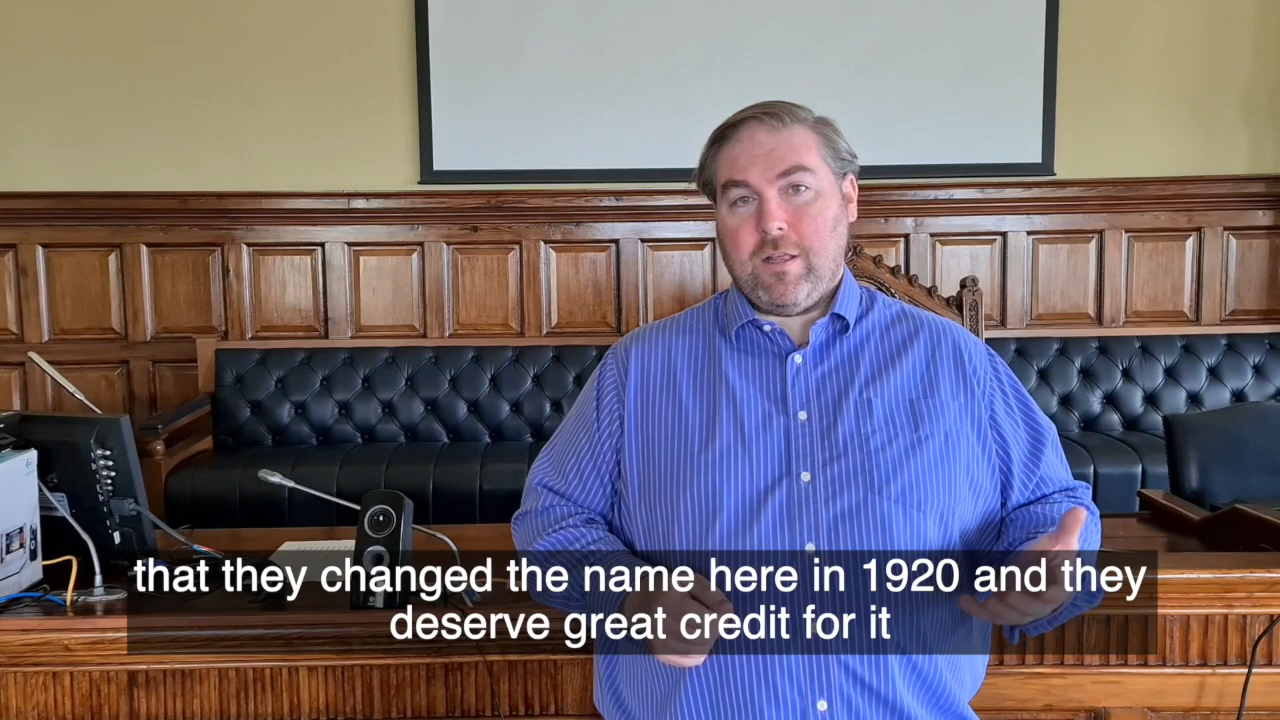 that they changed the name here in 1920 and they
deserve great credit for it